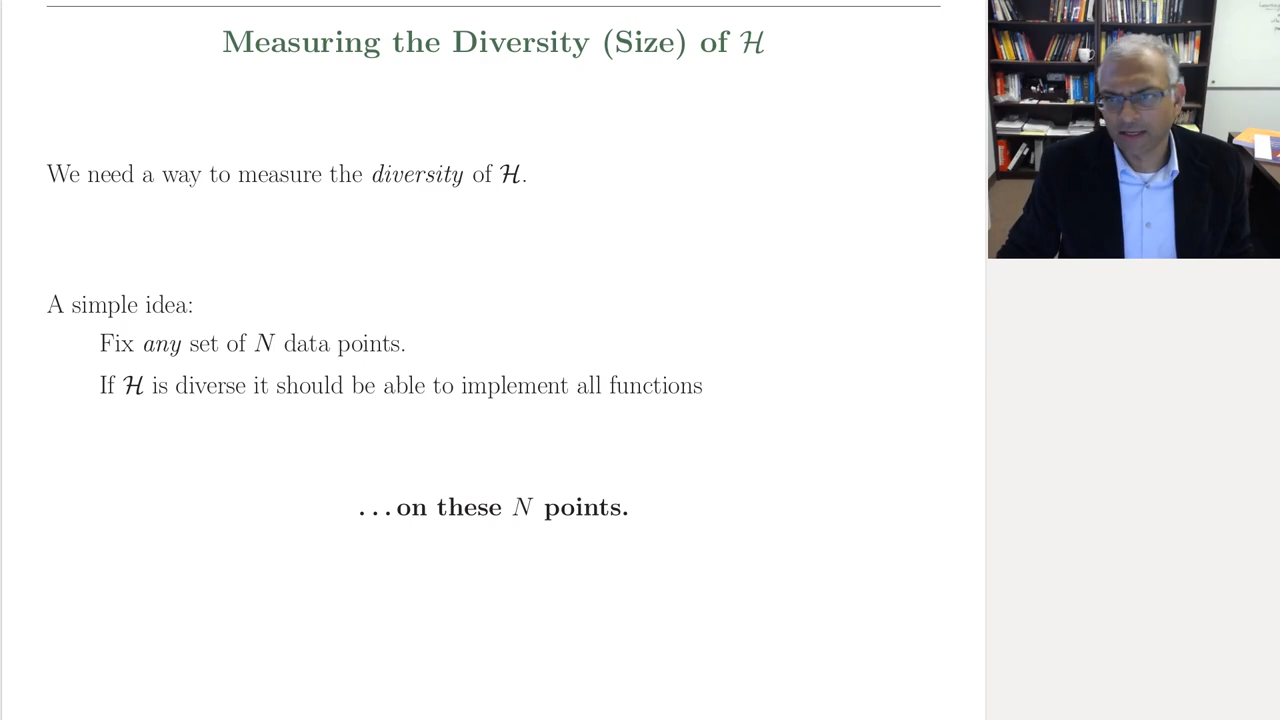 Measuring the Diversity (Size) of ℋ
We need a way to measure the diversity of ℋ.
A simple idea:
Fix any set of N data points.
If ℋ is diverse it should be able to implement all functions
...on these N points.